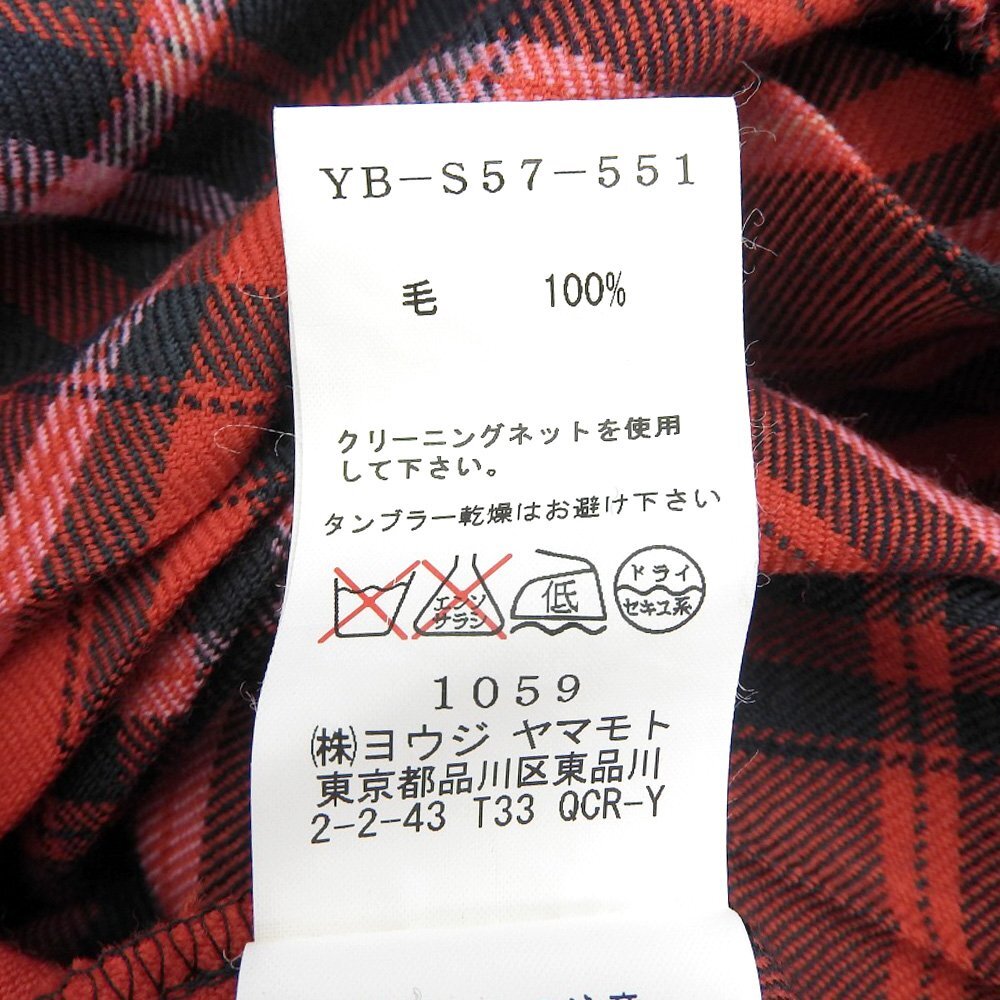 YB-S57-551
毛 100%
クリーニングネットを使用
して下さい。
タンブラー乾燥はお避け下さい
エンソ
サラシ
低
ドライ
セキユ系
1059
(株)ヨウジ ヤマモト
東京都品川区東品川
2-2-43 T33 QCR-Y